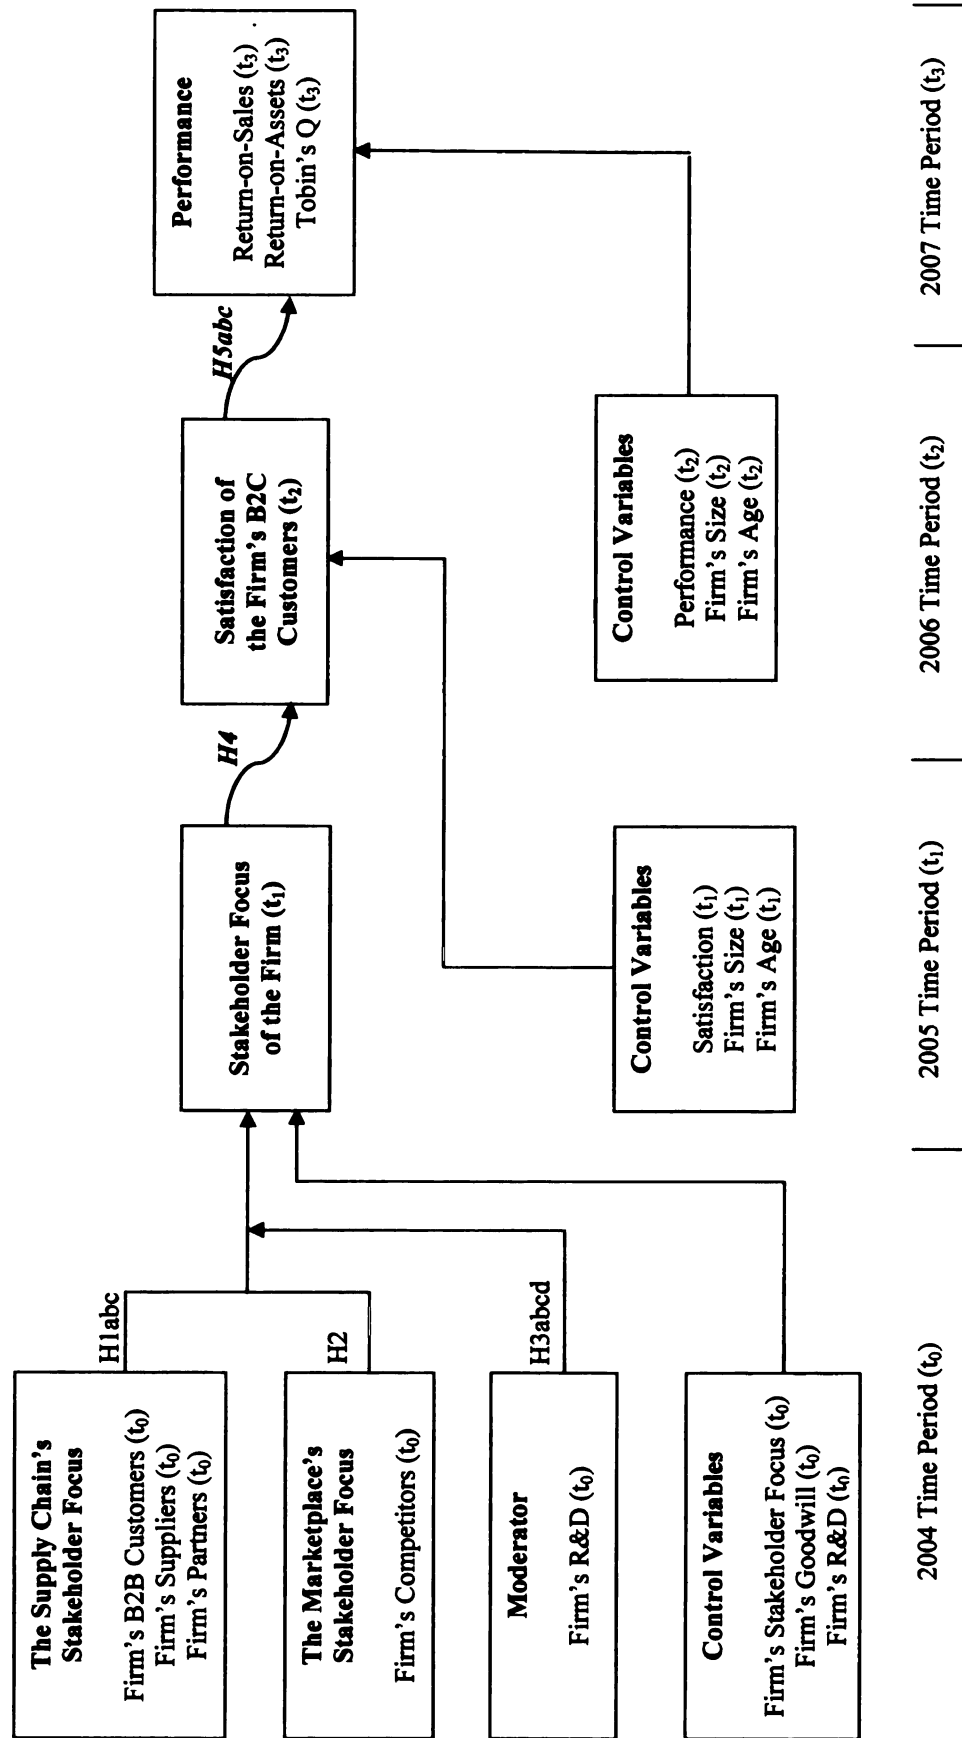 The Supply Chain's
Stakeholder Focus
Firm's B2B Customers (t₀)
Firm's Suppliers (t₀)
Firm's Partners (t₀)
H1abc
The Marketplace's
Stakeholder Focus
Firm's Competitors (t₀)
H2
Moderator
Firm's R&D (t₀)
H3abcd
Control Variables
Firm's Stakeholder Focus (t₀)
Firm's Goodwill (t₀)
Firm's R&D (t₀)
2004 Time Period (t₀)
Stakeholder Focus
of the Firm (t₁)
H4
Control Variables
Satisfaction (t₁)
Firm's Size (t₁)
Firm's Age (t₁)
2005 Time Period (t₁)
Satisfaction of
the Firm's B2C
Customers (t₂)
H5abc
Control Variables
Performance (t₂)
Firm's Size (t₂)
Firm's Age (t₂)
2006 Time Period (t₂)
Performance
Return-on-Sales (t₃)
Return-on-Assets (t₃)
Tobin's Q (t₃)
2007 Time Period (t₃)